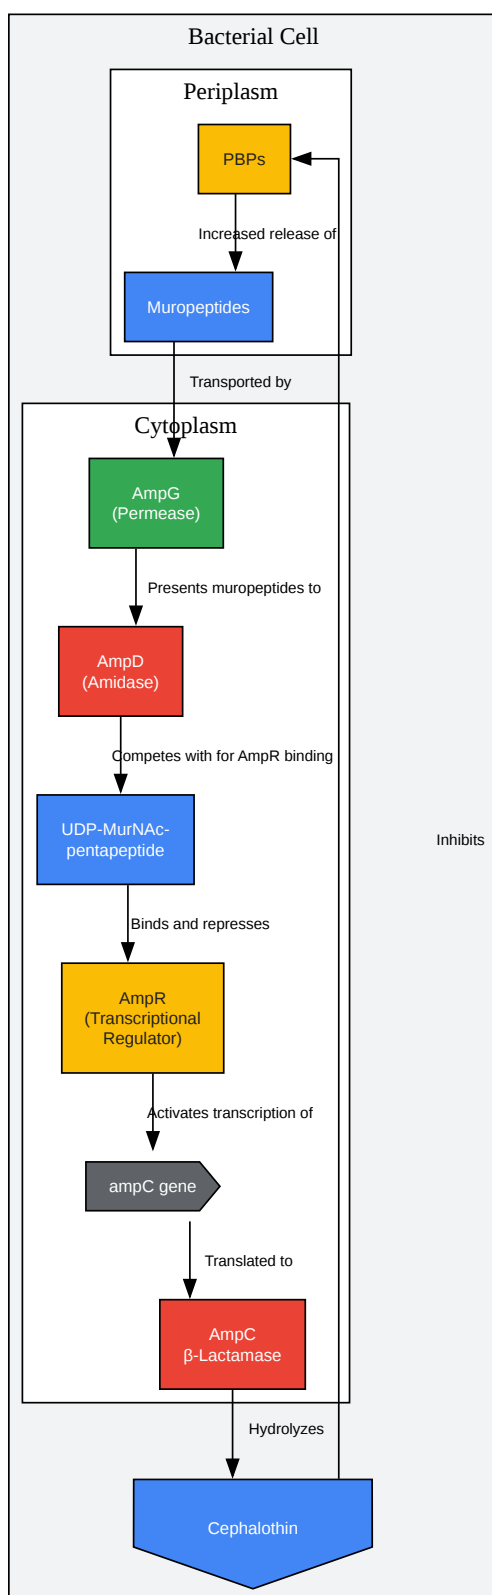 Bacterial Cell
Periplasm
PBPs
Increased release of
Muropeptides
Transported by
Cytoplasm
AmpG
(Permease)
Presents muropeptides to
AmpD
(Amidase)
Competes with for AmpR binding
UDP-MurNAc-
pentapeptide
Inhibits
Binds and represses
AmpR
(Transcriptional
Regulator)
Activates transcription of
ampC gene
Translated to
AmpC
β-Lactamase
Hydrolyzes
Cephalothin